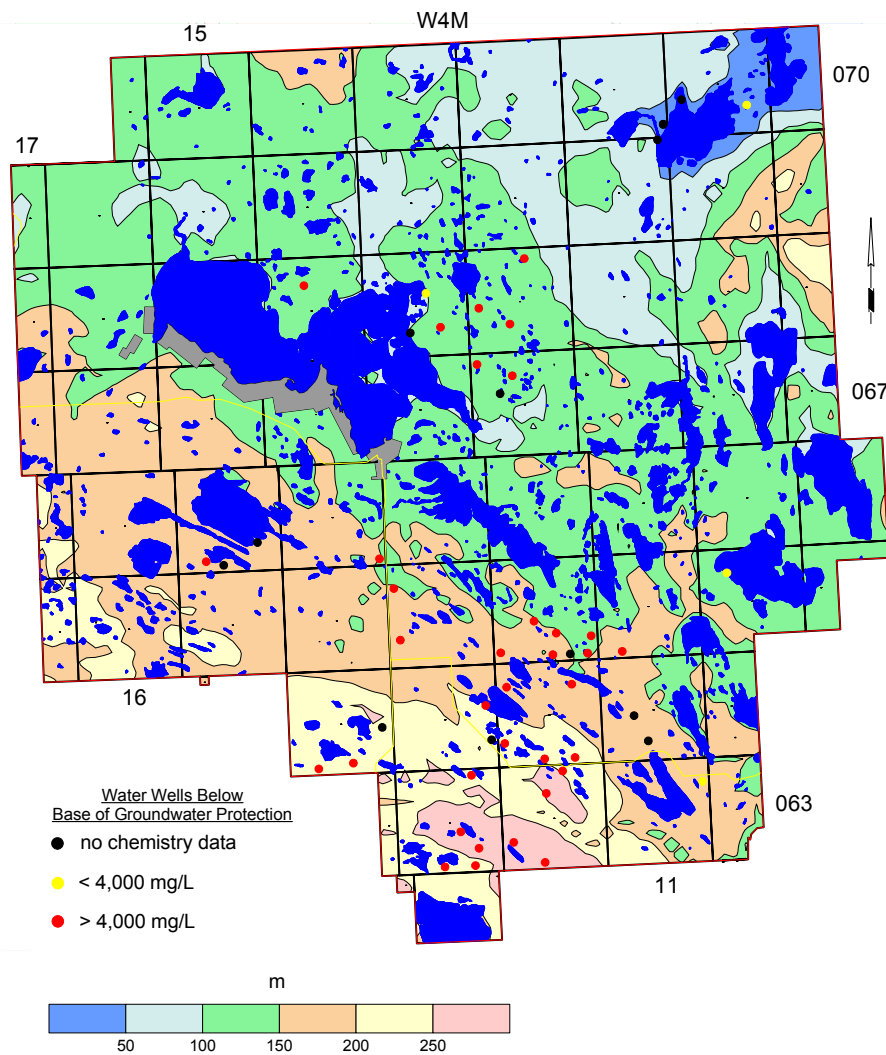 W4M
15
070
17
067
16
063
11
Water Wells Below
Base of Groundwater Protection
no chemistry data
< 4,000 mg/L
> 4,000 mg/L
m
50 100 150 200 250